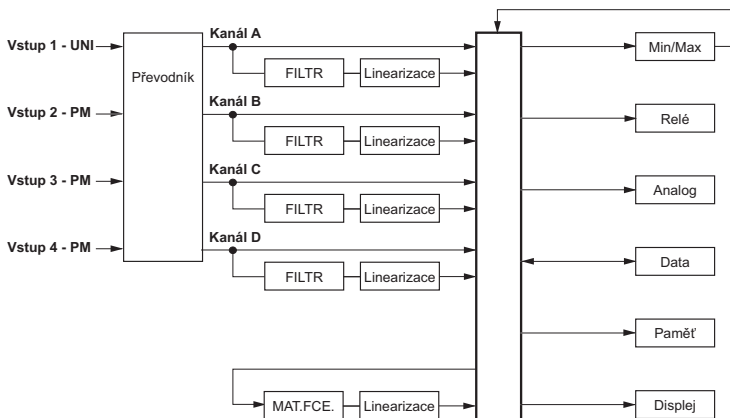 Vstup 1 - UNI
Vstup 2 - PM
Vstup 3 - PM
Vstup 4 - PM
Převodník
Kanál A
FILTR
Linearizace
Kanál B
FILTR
Linearizace
Kanál C
FILTR
Linearizace
Kanál D
FILTR
Linearizace
MAT.FCE.
Linearizace
Min/Max
Relé
Analog
Data
Paměť
Displej